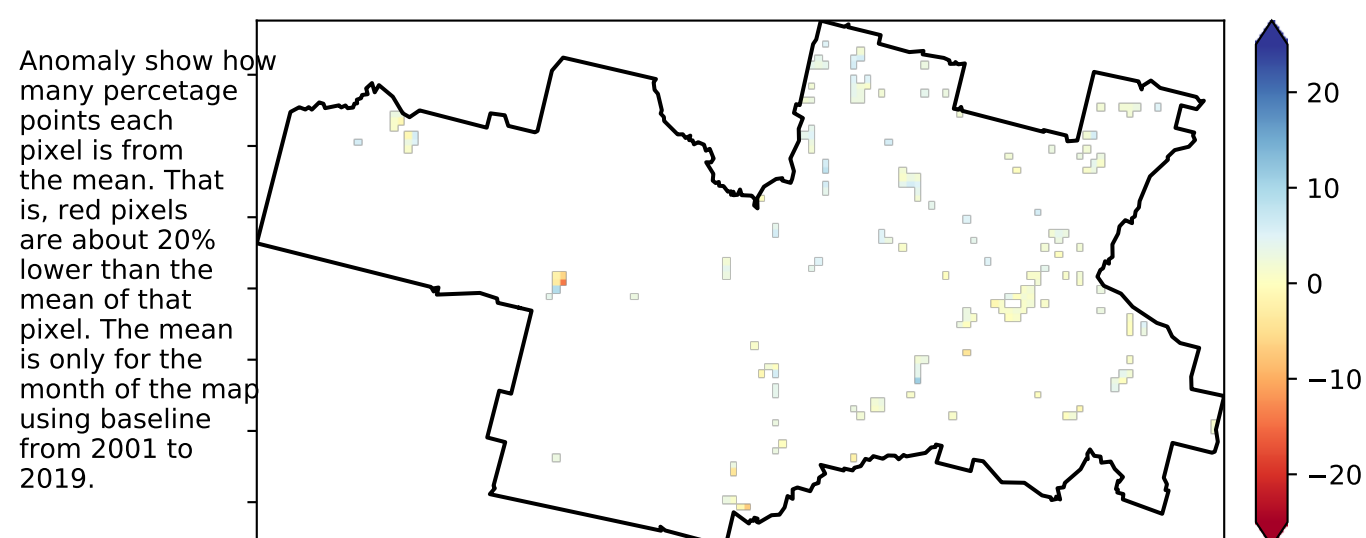 Anomaly show how
many percetage
points each
pixel is from
the mean. That
is, red pixels
are about 20%
lower than the
mean of that
pixel. The mean
is only for the
month of the map
using baseline
from 2001 to
2019.
20
10
0
−10
−20